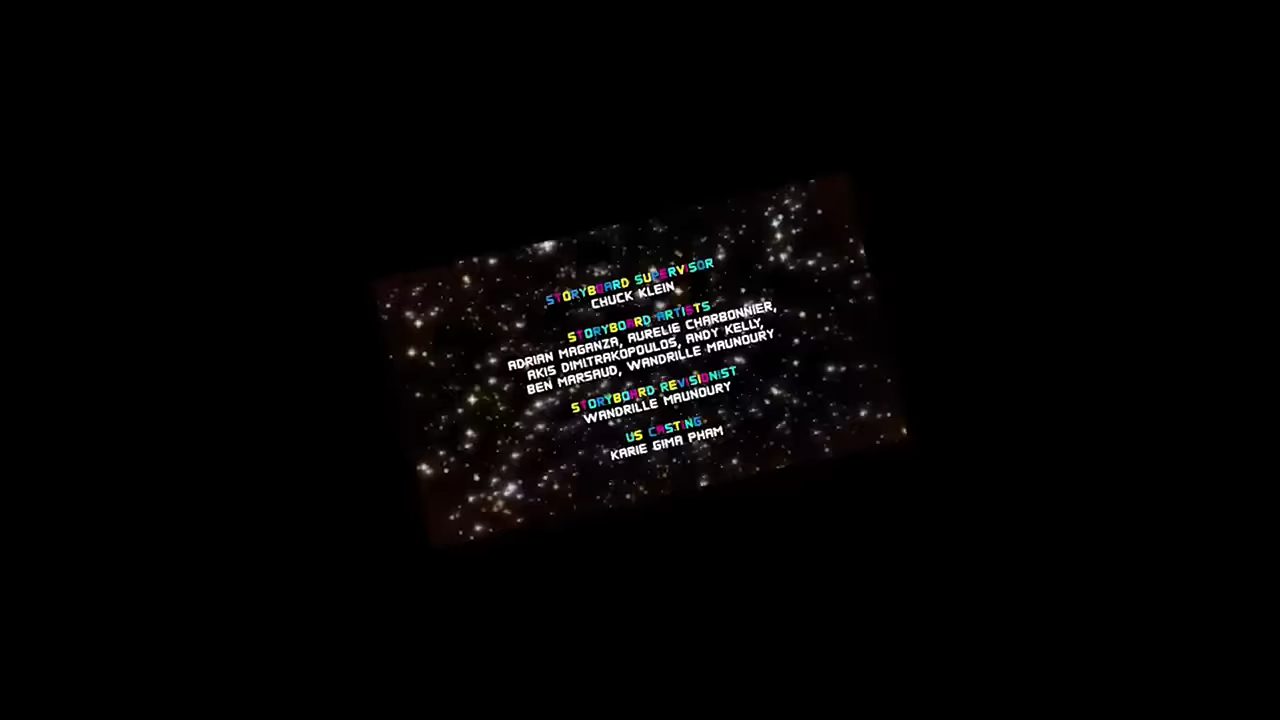 STORYBOARD SUPERVISOR
CHUCK KLEIN
STORYBOARD ARTISTS
ADRIAN MAGANZA, AURELIE CHARBONNIER,
AKIS DIMITRAKOPOULOS, ANDY KELLY,
BEN MARSAUD, WANDRILLE MAUNOURY
STORYBOARD REVISIONIST
WANDRILLE MAUNOURY
US CASTING
KARIE GIMA PHAM